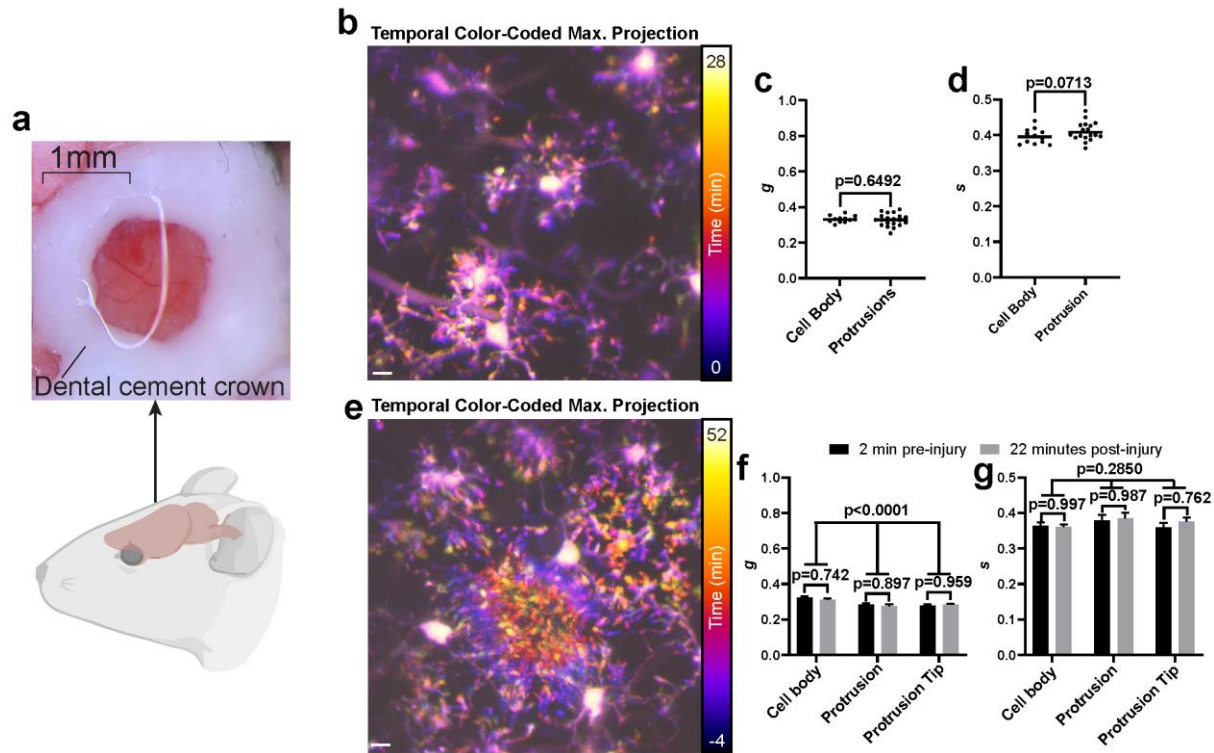 a
1mm
Dental cement crown
b
Temporal Color-Coded Max. Projection
28
Time (min)
0
c
g
1.0
0.8
0.6
0.4
0.2
0.0
p=0.6492
Cell Body
Protrusions
d
s
0.5
0.4
0.3
0.2
0.1
0.0
p=0.0713
Cell Body
Protrusion
e
Temporal Color-Coded Max. Projection
52
Time (min)
-4
2 min pre-injury
22 minutes post-injury
f
g
1.0
0.8
0.6
0.4
0.2
0.0
p<0.0001
p=0.742
p=0.897
p=0.959
Cell body
Protrusion
Protrusion Tip
g
s
0.5
0.4
0.3
0.2
0.1
0.0
p=0.2850
p=0.997
p=0.987
p=0.762
Cell body
Protrusion
Protrusion Tip